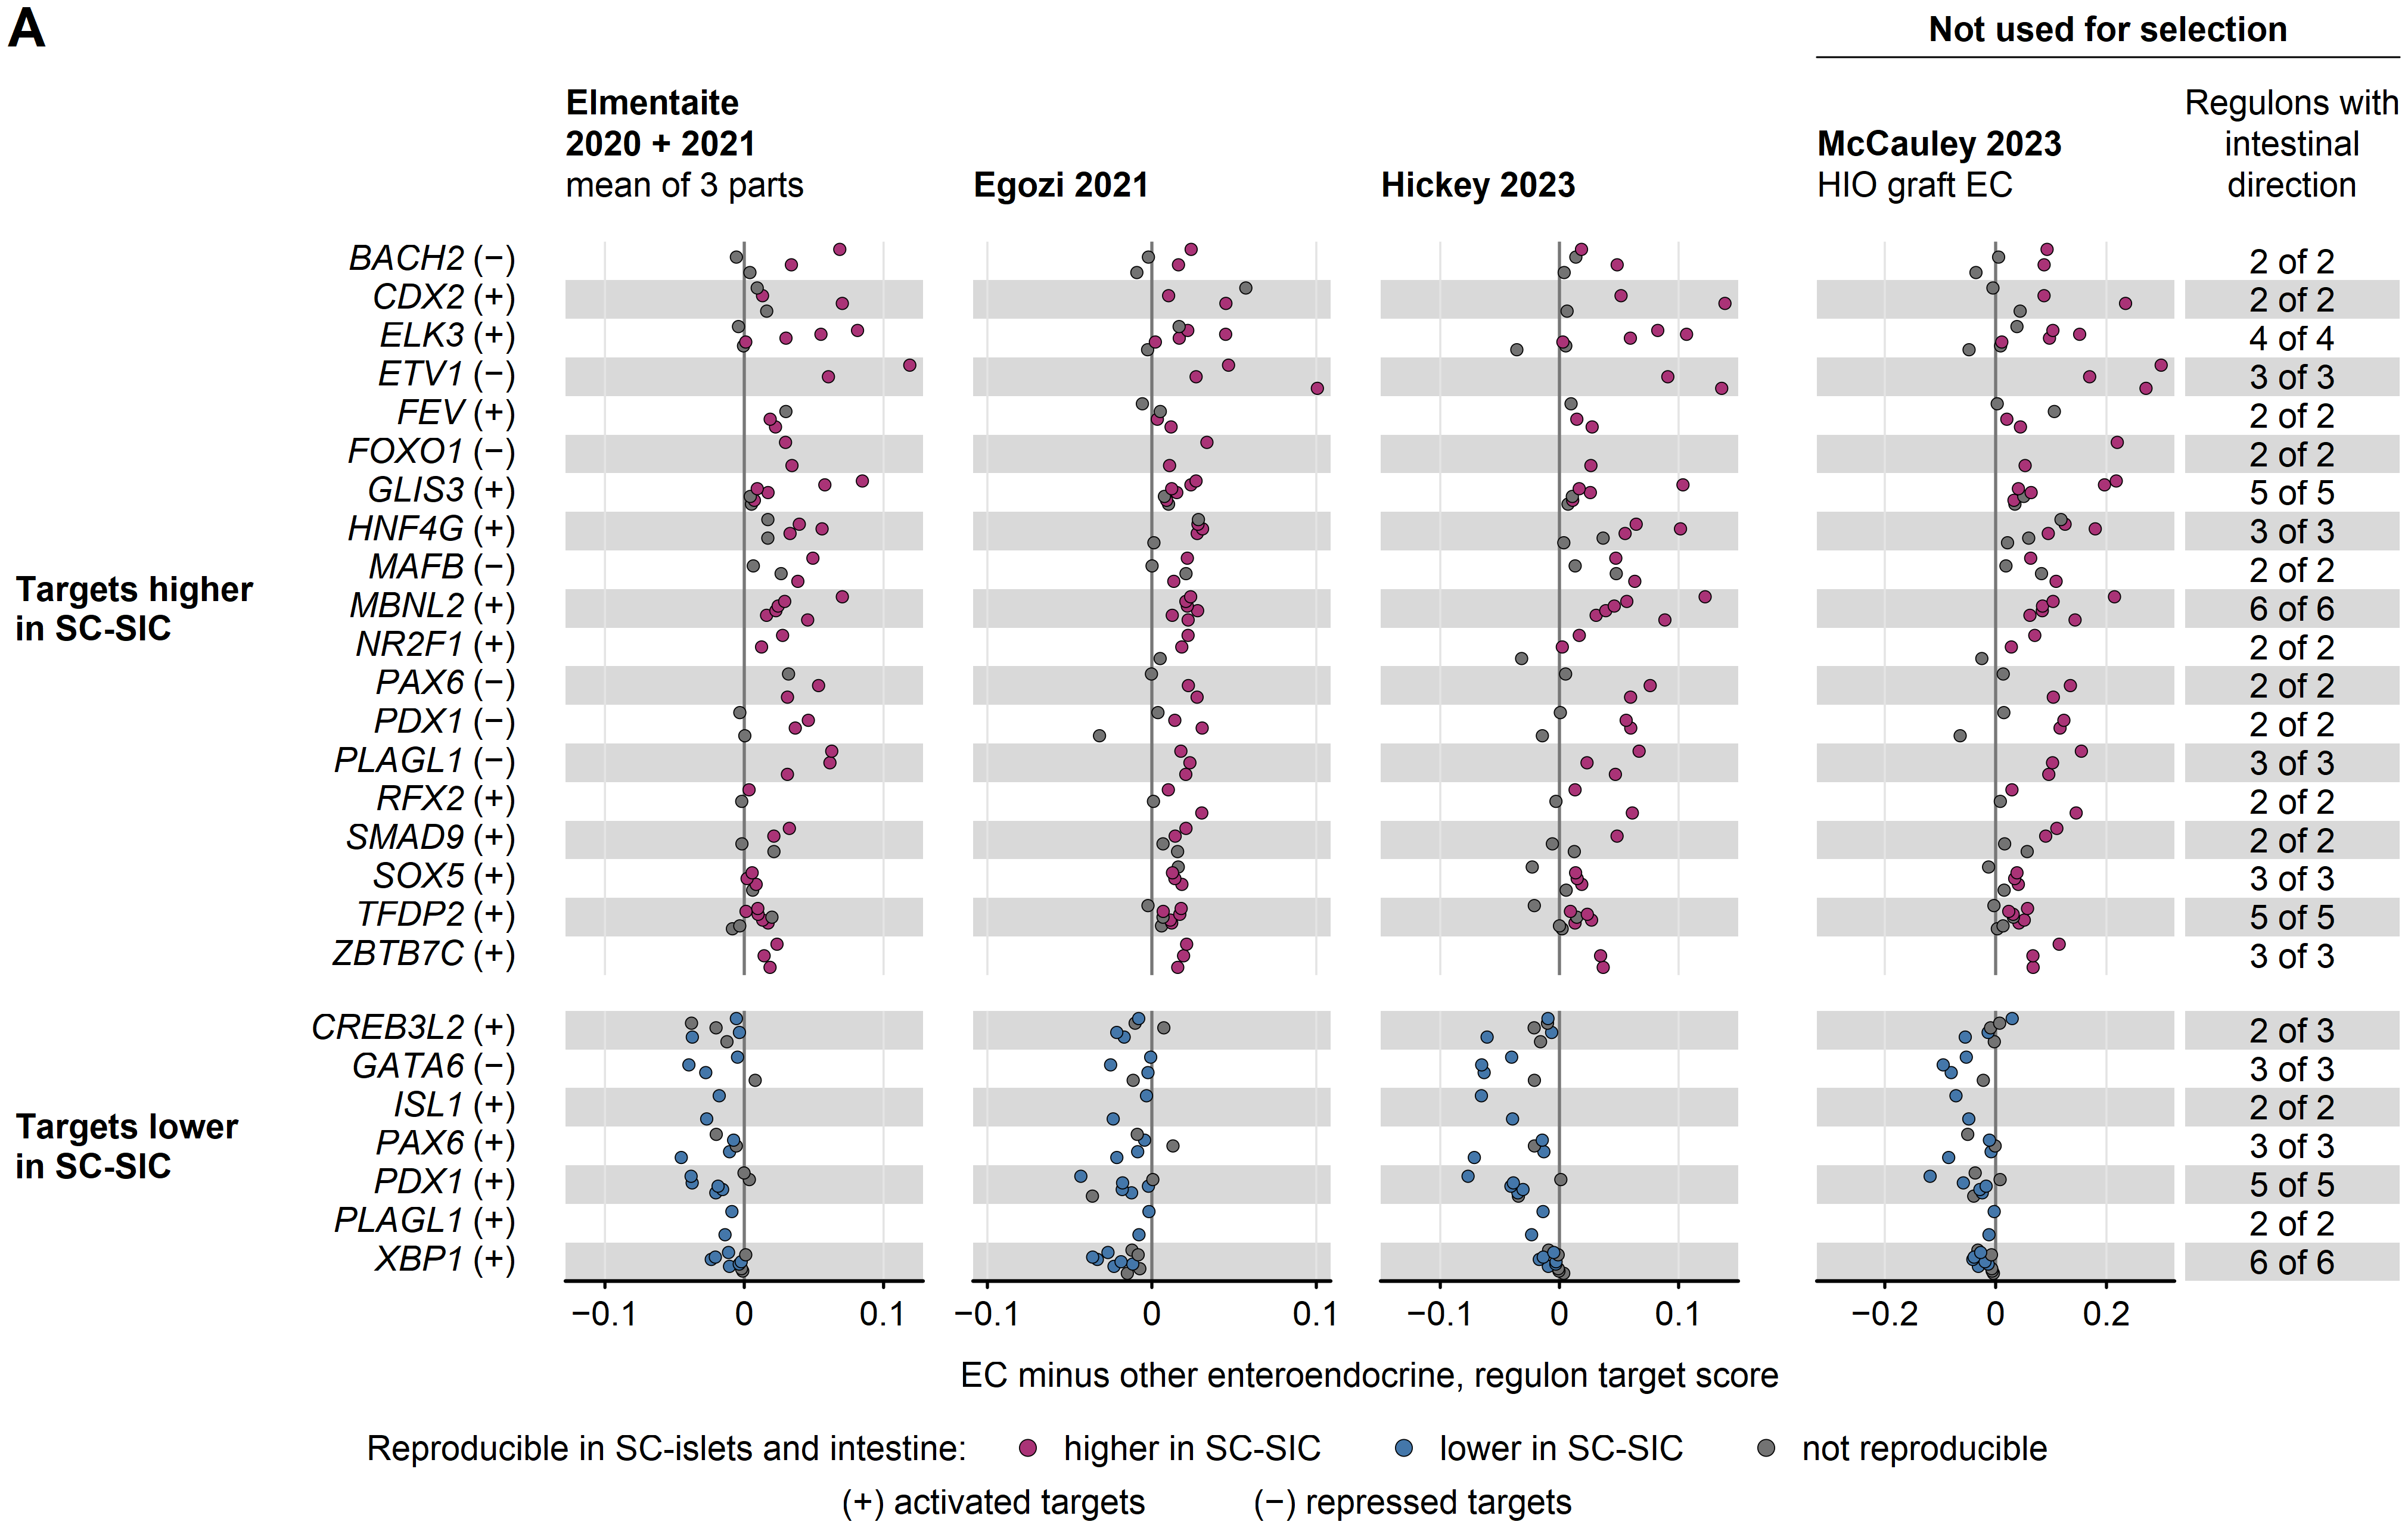 A
Not used for selection
Elmentaite
2020 + 2021
mean of 3 parts
Egozi 2021
Hickey 2023
McCauley 2023
HIO graft EC
Regulons with
intestinal
direction
Targets higher
in SC-SIC
BACH2 (−) 2 of 2
CDX2 (+) 2 of 2
ELK3 (+) 4 of 4
ETV1 (−) 3 of 3
FEV (+) 2 of 2
FOXO1 (−) 2 of 2
GLIS3 (+) 5 of 5
HNF4G (+) 3 of 3
MAFB (−) 2 of 2
MBNL2 (+) 6 of 6
NR2F1 (+) 2 of 2
PAX6 (−) 2 of 2
PDX1 (−) 2 of 2
PLAGL1 (−) 3 of 3
RFX2 (+) 2 of 2
SMAD9 (+) 2 of 2
SOX5 (+) 3 of 3
TFDP2 (+) 5 of 5
ZBTB7C (+) 3 of 3
Targets lower
in SC-SIC
CREB3L2 (+) 2 of 3
GATA6 (−) 3 of 3
ISL1 (+) 2 of 2
PAX6 (+) 3 of 3
PDX1 (+) 5 of 5
PLAGL1 (+) 2 of 2
XBP1 (+) 6 of 6
−0.1 0 0.1 −0.1 0 0.1 −0.1 0 0.1 −0.2 0 0.2
EC minus other enteroendocrine, regulon target score
Reproducible in SC-islets and intestine: higher in SC-SIC lower in SC-SIC not reproducible
(+) activated targets (−) repressed targets